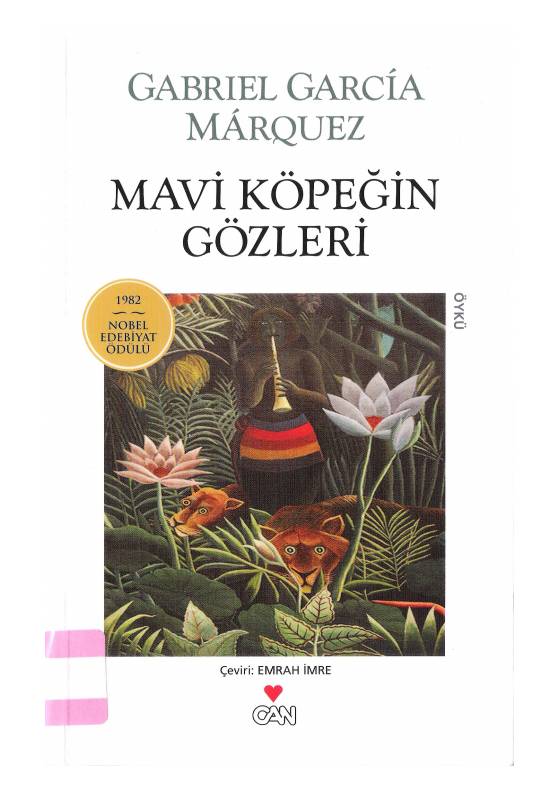 GABRIEL GARCÍA
MÁRQUEZ
MAVİ KÖPEĞİN
GÖZLERİ
1982
NOBEL
EDEBİYAT
ÖDÜLÜ
ÖYKÜ
Çeviri: EMRAH İMRE
CAN